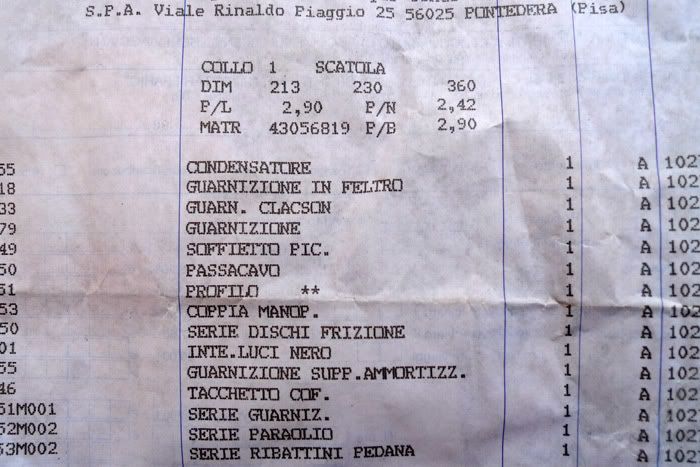 S.P.A. Viale Rinaldo Piaggio 25 56025 PONTEDERA (Pisa)
COLLO 1 SCATOLA
DIM 213 230 360
P/L 2,90 P/N 2,42
MATR 43056819 P/B 2,90
55 CONDENSATORE 1 A 102
18 GUARNIZIONE IN FELTRO 1 A 102
33 GUARN. CLACSON 1 A 102
79 GUARNIZIONE 1 A 102
49 SOFFIETTO PIC. 1 A 102
50 PASSACAVO 1 A 102
51 PROFILO ** 1 A 102
53 COPPIA MANOP. 1 A 102
50 SERIE DISCHI FRIZIONE 1 A 102
01 INTE.LUCI NERO 1 A 102
55 GUARNIZIONE SUPP.AMMORTIZZ. 1 A 102
46 TACCHETTO COF. 1 A 102
51M001 SERIE GUARNIZ. 1 A 102
52M002 SERIE PARAOLIO 1 A 102
53M002 SERIE RIBATTINI PEDANA 1 A 102